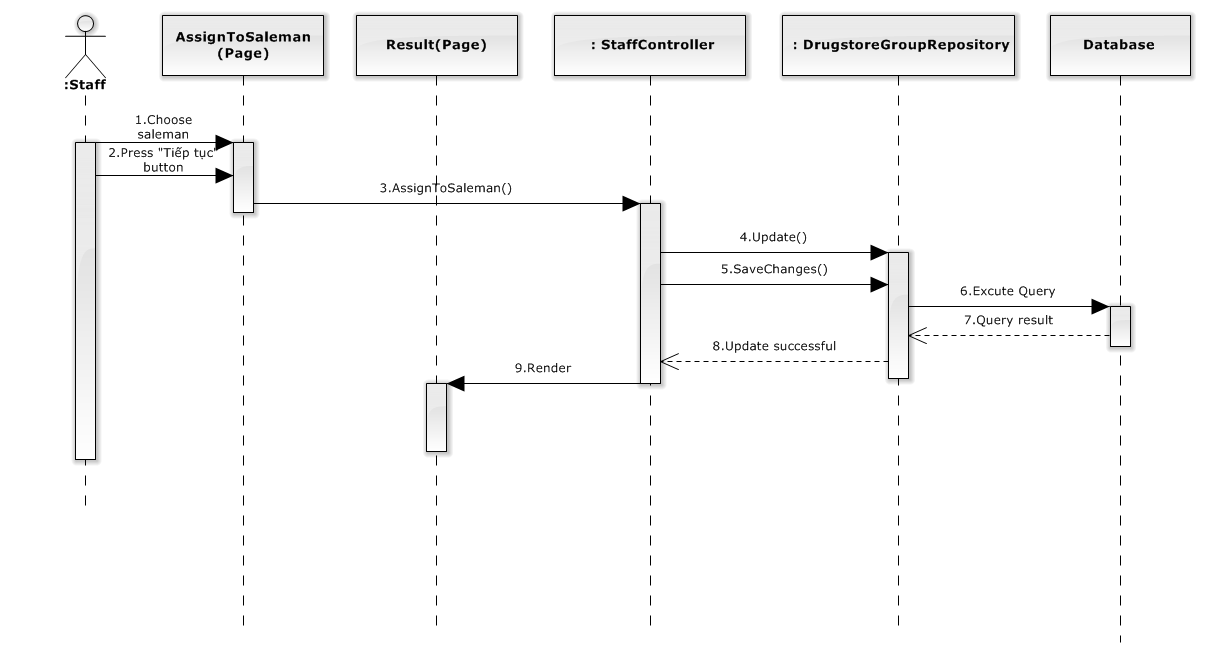 :Staff
AssignToSaleman
(Page)
Result(Page)
: StaffController
: DrugstoreGroupRepository
Database
1.Choose
saleman
2.Press "Tiếp tục"
button
3.AssignToSaleman()
4.Update()
5.SaveChanges()
6.Excute Query
7.Query result
8.Update successful
9.Render